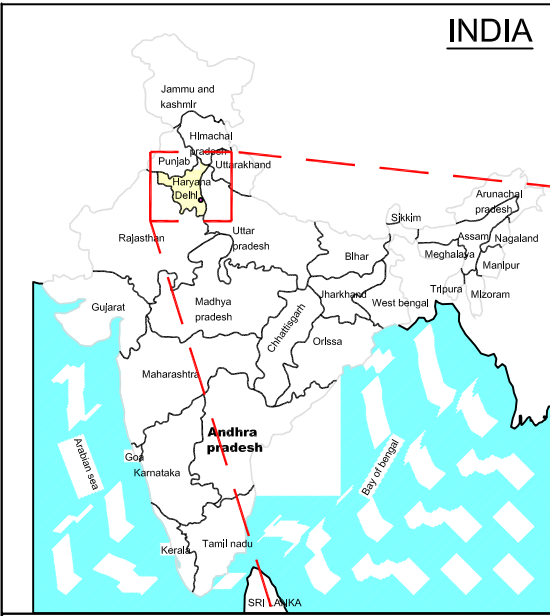 INDIA
Jammu and
kashmIr
HImachal
pradesh
Punjab
Uttarakhand
Haryana
DelhI
Arunachal
pradesh
SIkkim
Rajasthan
Uttar
pradesh
Assam
Nagaland
BIhar
Meghalaya
ManIpur
Gujarat
Madhya
pradesh
Jharkhand
West bengal
TrIpura
MIzoram
Chhattisgarh
OrIssa
Maharashtra
Andhra
pradesh
Arabian sea
Goa
Karnataka
Bay of bengal
Kerala
Tamil nadu
SRI LANKA